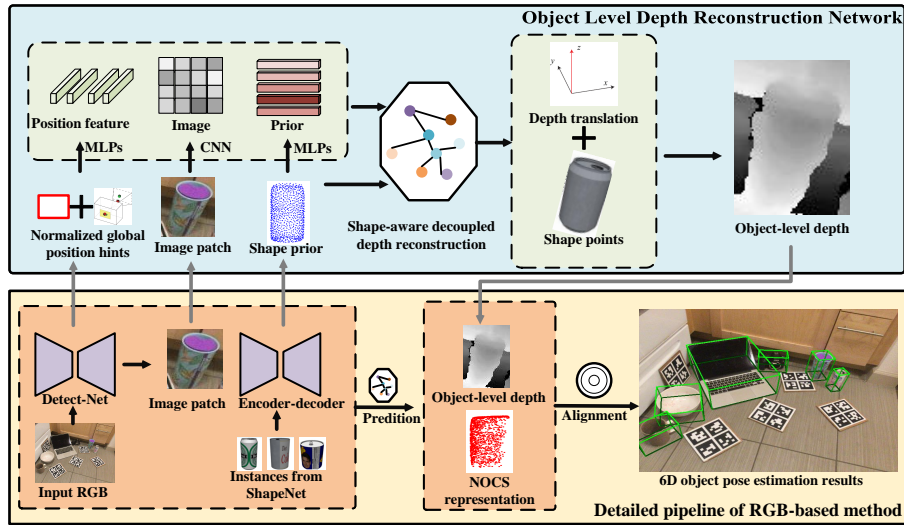 Object Level Depth Reconstruction Network
Position feature
Image
Prior
MLPs
CNN
MLPs
Normalized global
position hints
Image patch
Shape prior
Shape-aware decoupled
depth reconstruction
z
y
x
Depth translation
Shape points
Object-level depth
Detect-Net
Image patch
Encoder-decoder
Input RGB
Instances from
ShapeNet
Predition
Object-level depth
NOCS
representation
Alignment
6D object pose estimation results
Detailed pipeline of RGB-based method